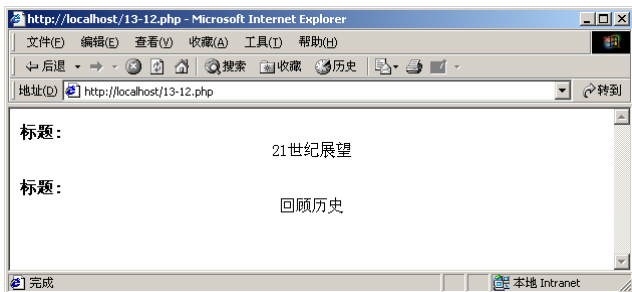 http://localhost/13-12.php - Microsoft Internet Explorer
文件(F) 编辑(E) 查看(V) 收藏(A) 工具(T) 帮助(H)
后退 搜索 收藏 历史
地址(D) http://localhost/13-12.php 转到
标题:
21世纪展望
标题:
回顾历史
完成 本地 Intranet